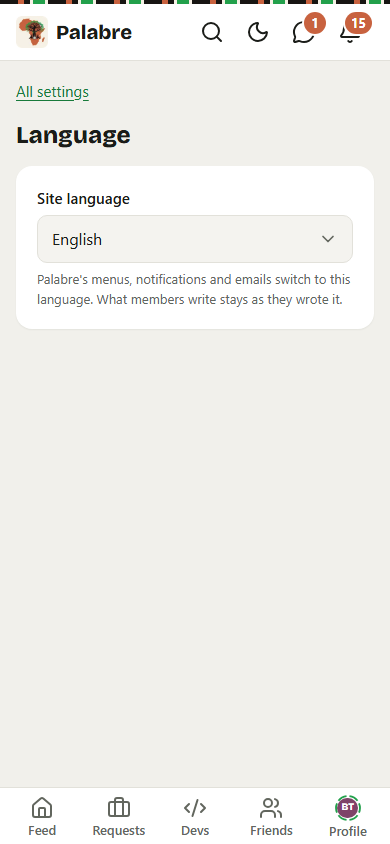 Palabre
1
15
All settings
Language
Site language
English
Palabre's menus, notifications and emails switch to this
language. What members write stays as they wrote it.
Feed
Requests
Devs
Friends
BT
Profile